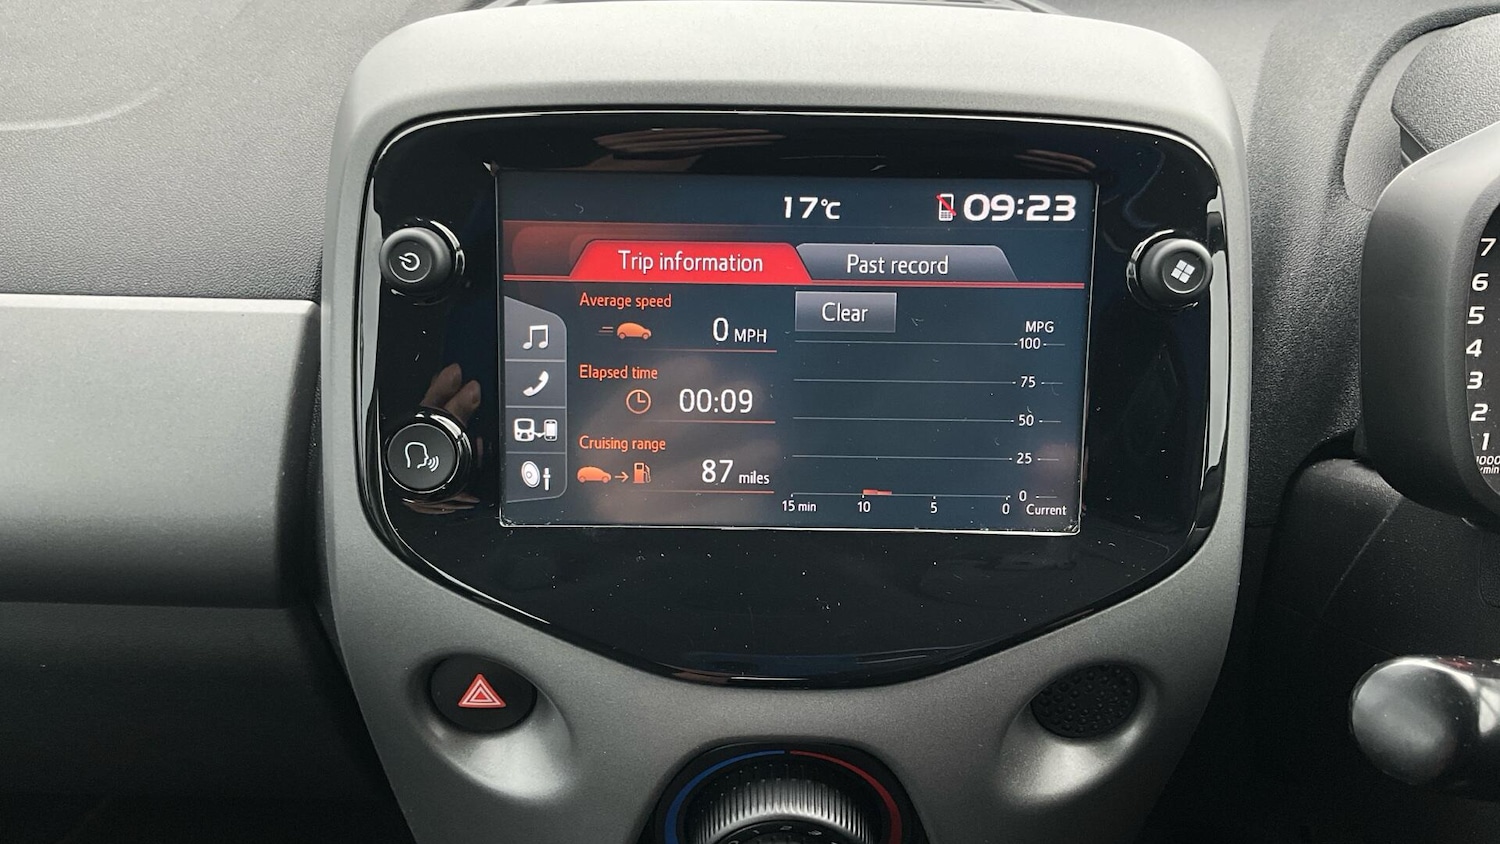 17°C 09:23
Trip information Past record
Average speed
0 MPH
Elapsed time
00:09
Cruising range
87 miles
Clear
MPG
100
75
50
25
0
15 min 10 5 0 Current
7
6
5
4
3
2
1